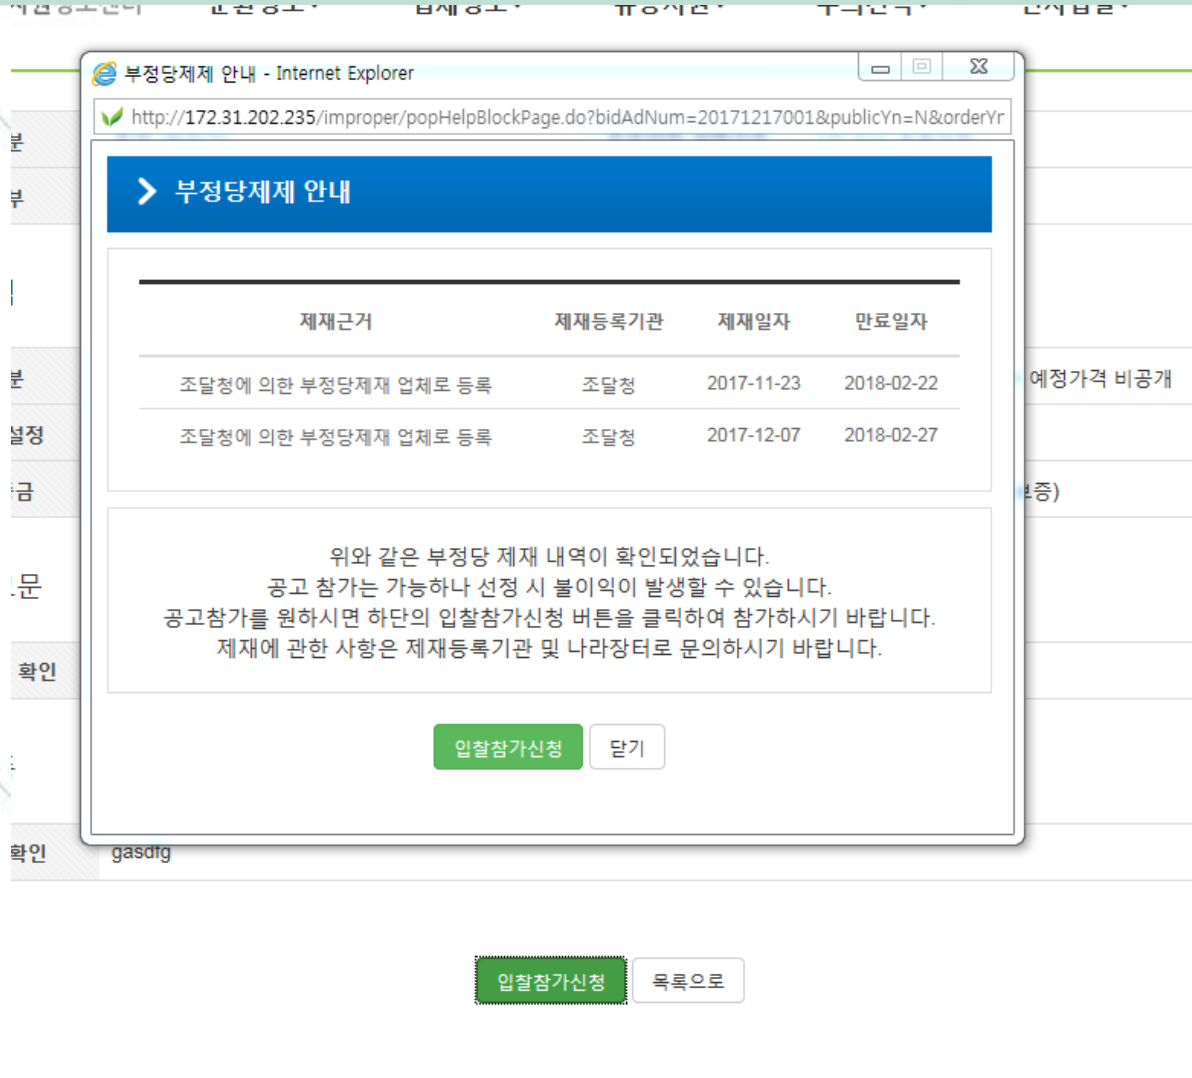 부정당제제 안내 - Internet Explorer
http://172.31.202.235/improper/popHelpBlockPage.do?bidAdNum=20171217001&publicYn=N&orderYr
부정당제제 안내
제재근거 제재등록기관 제재일자 만료일자
조달청에 의한 부정당제재 업체로 등록 조달청 2017-11-23 2018-02-22
예정가격 비공개
설정
조달청에 의한 부정당제재 업체로 등록 조달청 2017-12-07 2018-02-27
금
증)
위와 같은 부정당 제재 내역이 확인되었습니다.
공고 참가는 가능하나 선정 시 불이익이 발생할 수 있습니다.
문
공고참가를 원하시면 하단의 입찰참가신청 버튼을 클릭하여 참가하시기 바랍니다.
제재에 관한 사항은 제재등록기관 및 나라장터로 문의하시기 바랍니다.
확인
입찰참가신청 닫기
확인 gasdfg
입찰참가신청 목록으로